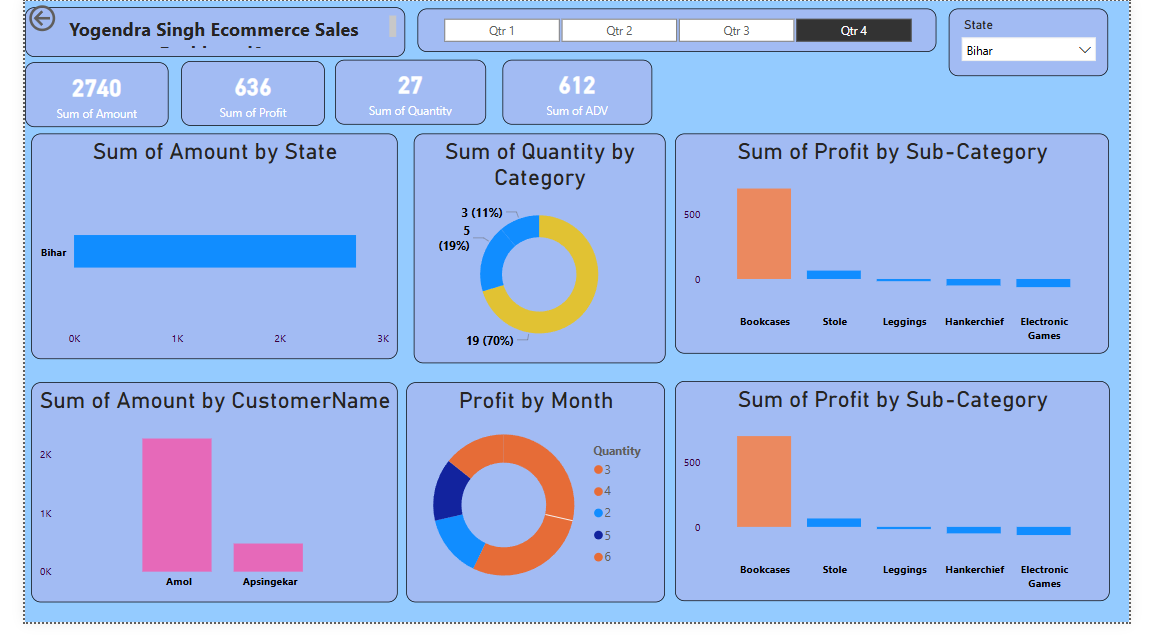 Yogendra Singh Ecommerce Sales
Qtr 1
Qtr 2
Qtr 3
Qtr 4
State
Bihar
2740
Sum of Amount
636
Sum of Profit
27
Sum of Quantity
612
Sum of ADV
Sum of Amount by State
Bihar
0K
1K
2K
3K
Sum of Quantity by
Category
3 (11%)
5
(19%)
19 (70%)
Sum of Profit by Sub-Category
500
0
Bookcases
Stole
Leggings
Hankerchief
Electronic
Games
Sum of Amount by CustomerName
2K
1K
0K
Amol
Apsingekar
Profit by Month
Quantity
3
4
2
5
6
Sum of Profit by Sub-Category
500
0
Bookcases
Stole
Leggings
Hankerchief
Electronic
Games